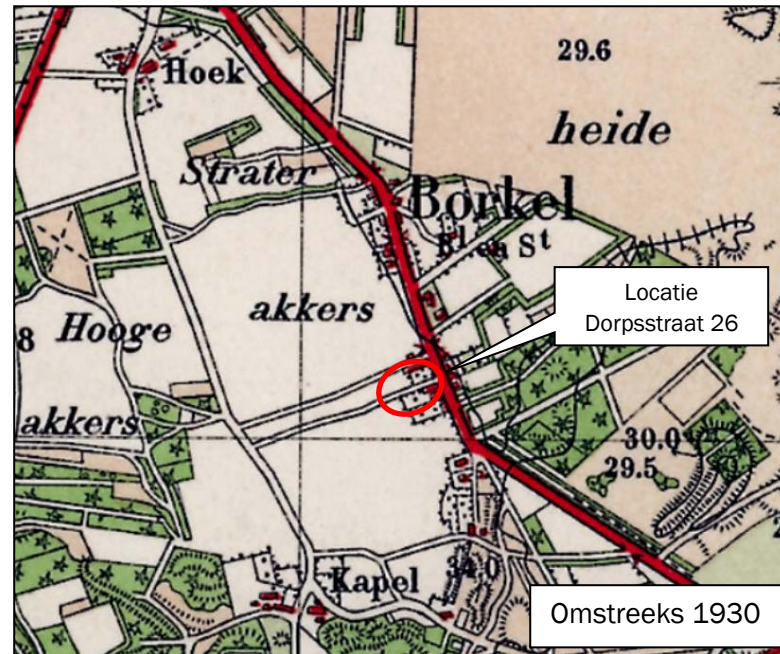 29.6
Hoek
heide
Strater
Borkel
Bl en St
Locatie
Dorpsstraat 26
akkers
8
Hooge
akkers
30.0
29.5
Kapel
34.0
Omstreeks 1930